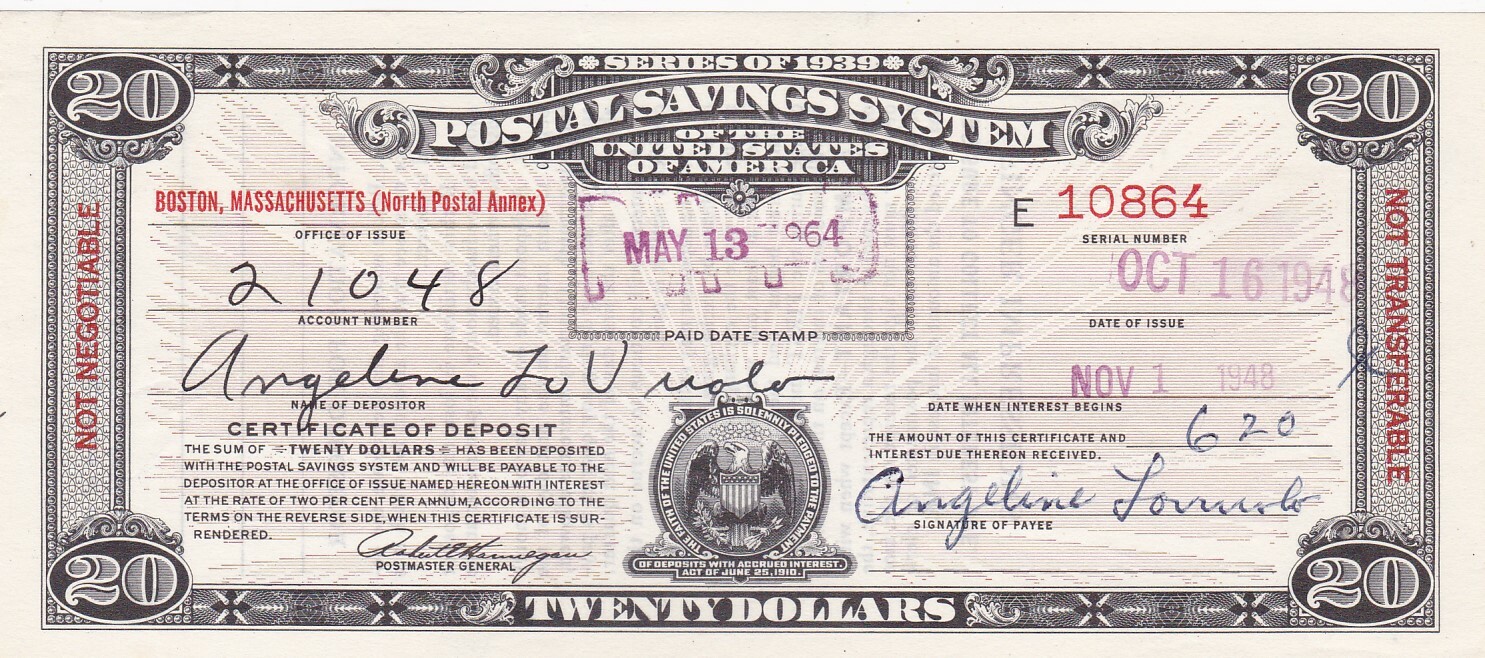 20 SERIES OF 1939 20
POSTAL SAVINGS SYSTEM
OF THE
UNITED STATES
OF AMERICA
NOT NEGOTIABLE
NOT TRANSFERABLE
BOSTON, MASSACHUSETTS (North Postal Annex)
OFFICE OF ISSUE
MAY 13 1964
PAID DATE STAMP
E 10864
SERIAL NUMBER
21048
ACCOUNT NUMBER
OCT 16 1948
DATE OF ISSUE
Angeline LoVuolo
NAME OF DEPOSITOR
NOV 1 1948
DATE WHEN INTEREST BEGINS
CERTIFICATE OF DEPOSIT
THE SUM OF =TWENTY DOLLARS= HAS BEEN DEPOSITED
WITH THE POSTAL SAVINGS SYSTEM AND WILL BE PAYABLE TO THE
DEPOSITOR AT THE OFFICE OF ISSUE NAMED HEREON WITH INTEREST
AT THE RATE OF TWO PER CENT PER ANNUM, ACCORDING TO THE
TERMS ON THE REVERSE SIDE, WHEN THIS CERTIFICATE IS SUR-
RENDERED.
Robert E Hannegan
POSTMASTER GENERAL
THE FAITH OF THE UNITED STATES IS SOLEMNLY PLEDGED TO THE PAYMENT
OF DEPOSITS WITH ACCRUED INTEREST.
ACT OF JUNE 25, 1910.
THE AMOUNT OF THIS CERTIFICATE AND 620
INTEREST DUE THEREON RECEIVED.
Angeline Lovuolo
SIGNATURE OF PAYEE
20 TWENTY DOLLARS 20